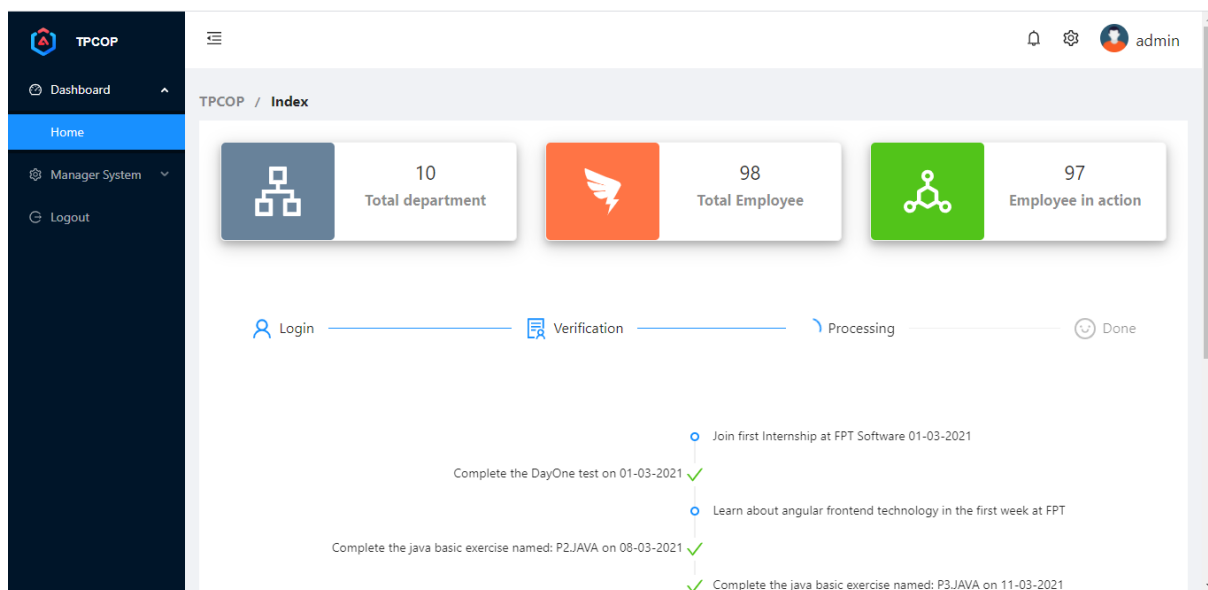 TPCOP
admin
Dashboard
Home
Manager System
Logout
TPCOP / Index
10
Total department
98
Total Employee
97
Employee in action
Login
Verification
Processing
Done
Join first Internship at FPT Software 01-03-2021
Complete the DayOne test on 01-03-2021
Learn about angular frontend technology in the first week at FPT
Complete the java basic exercise named: P2.JAVA on 08-03-2021
Complete the java basic exercise named: P3.JAVA on 11-03-2021